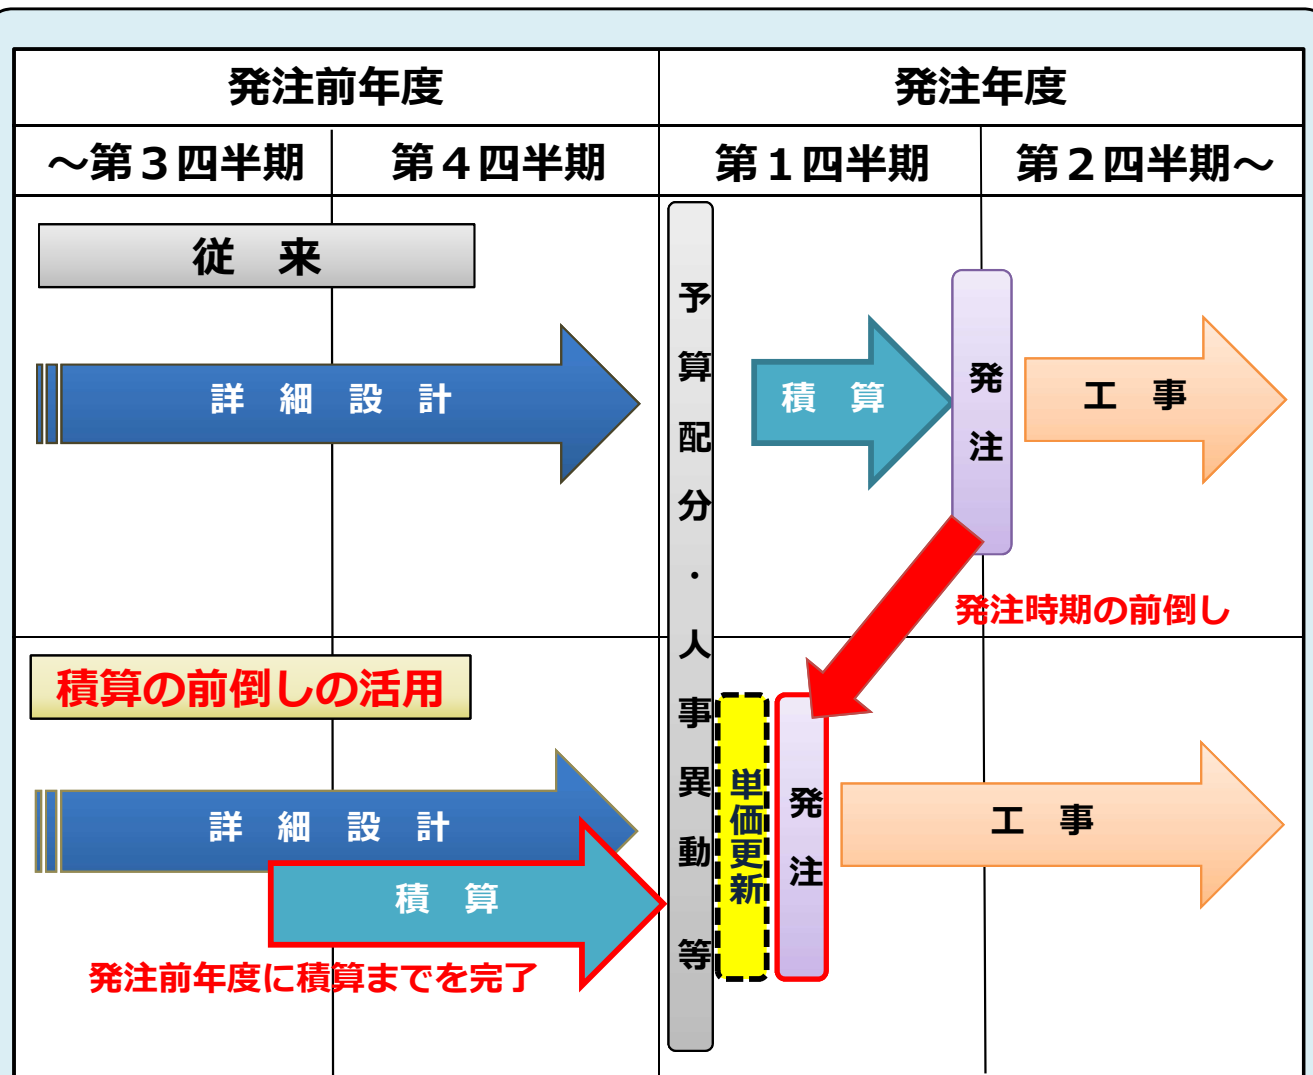 発注前年度
発注年度
～第３四半期
第４四半期
第１四半期
第２四半期～
従　来
詳　細　設　計
予算配分・人事異動　等
積　算
発注
工　事
発注時期の前倒し
積算の前倒しの活用
詳　細　設　計
積　算
発注前年度に積算までを完了
単価更新
発注
工　事